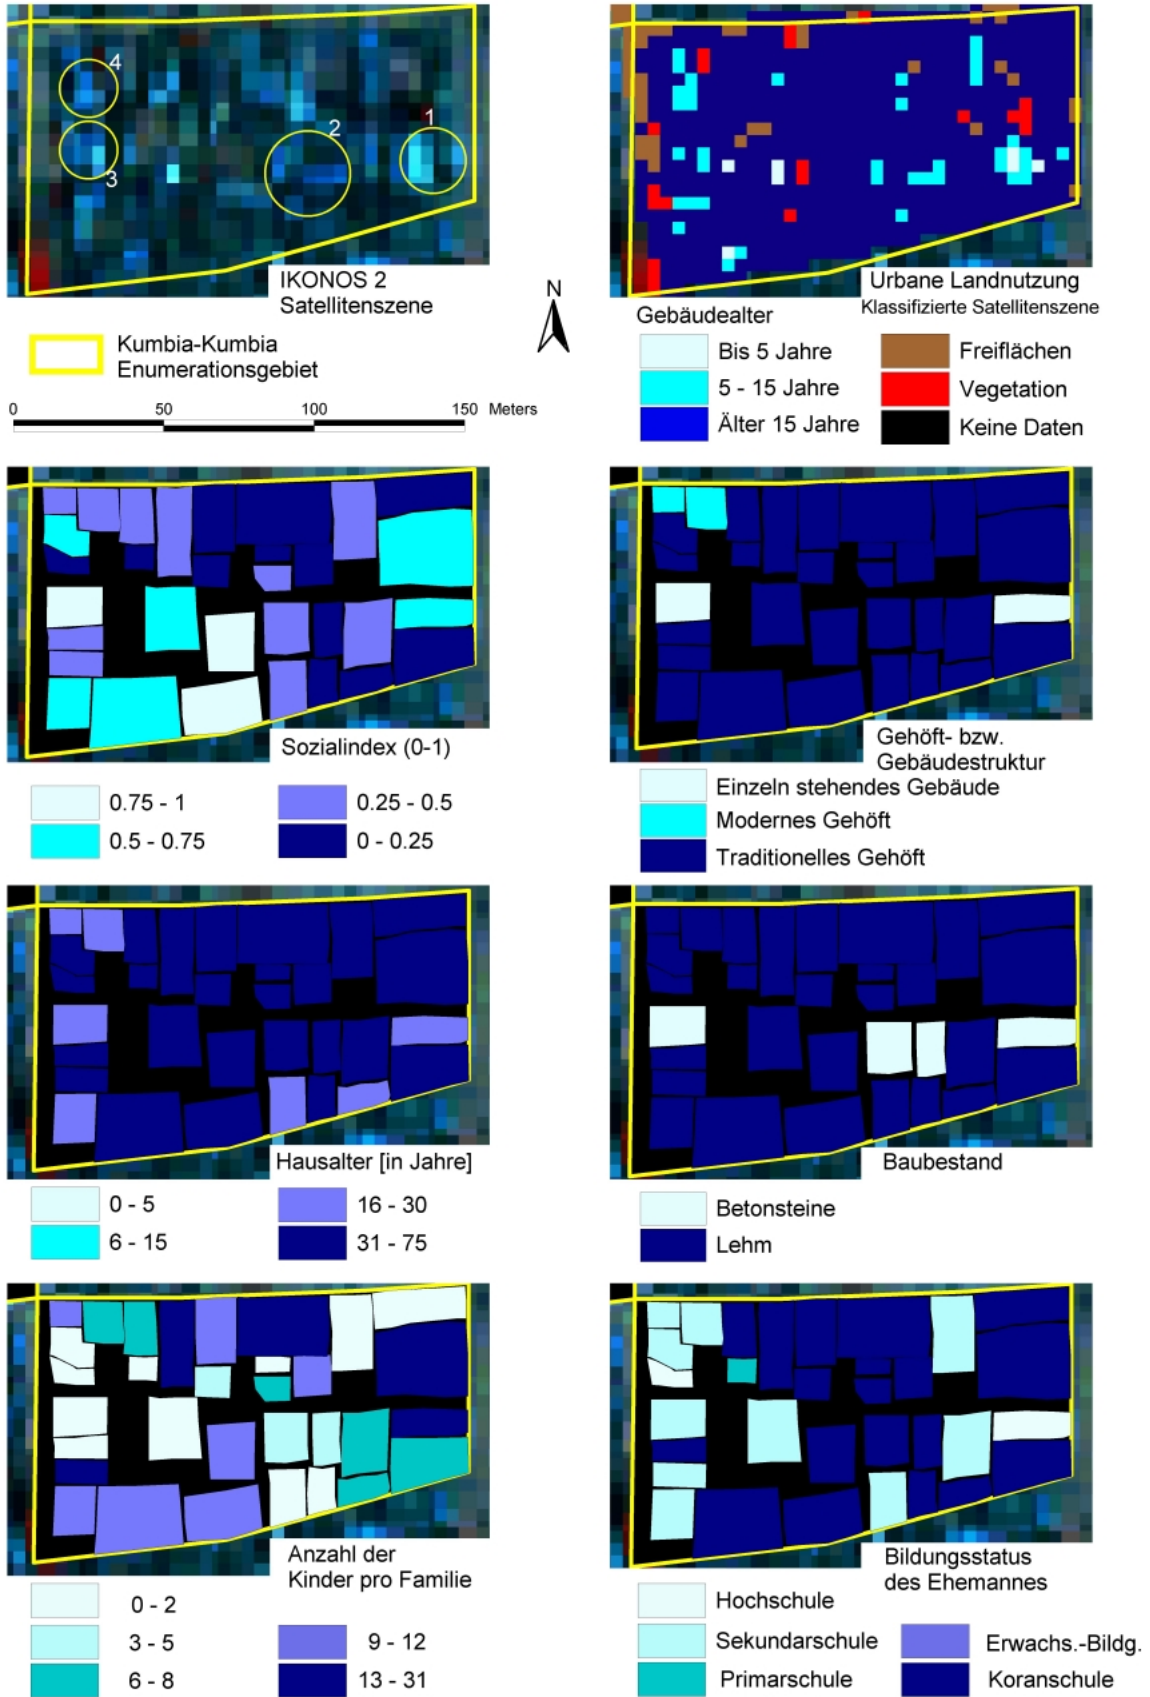 4
1
2
3
IKONOS 2
Satellitenszene
Kumbia-Kumbia
Enumerationsgebiet
0 50 100 150 Meters
N
Urbane Landnutzung
Klassifizierte Satellitenszene
Gebäudealter
Bis 5 Jahre
5 - 15 Jahre
Älter 15 Jahre
Freiflächen
Vegetation
Keine Daten
Sozialindex (0-1)
0.75 - 1
0.5 - 0.75
0.25 - 0.5
0 - 0.25
Gehöft- bzw.
Gebäudestruktur
Einzeln stehendes Gebäude
Modernes Gehöft
Traditionelles Gehöft
Hausalter [in Jahre]
0 - 5
6 - 15
16 - 30
31 - 75
Baubestand
Betonsteine
Lehm
Anzahl der
Kinder pro Familie
0 - 2
3 - 5
6 - 8
9 - 12
13 - 31
Bildungsstatus
des Ehemannes
Hochschule
Sekundarschule
Primarschule
Erwachs.-Bildg.
Koranschule